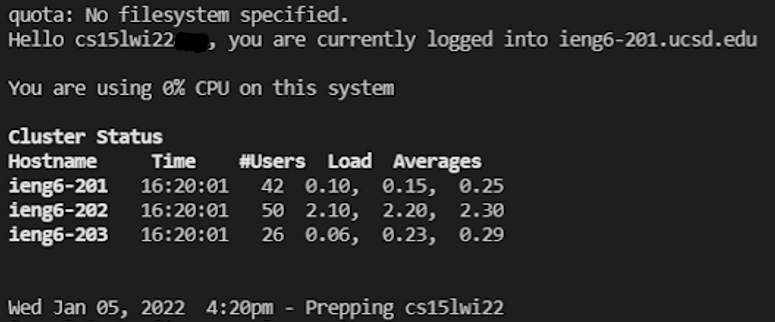 quota: No filesystem specified.
Hello cs15lwi22, you are currently logged into ieng6-201.ucsd.edu
You are using 0% CPU on this system
Cluster Status
Hostname Time #Users Load Averages
ieng6-201 16:20:01 42 0.10, 0.15, 0.25
ieng6-202 16:20:01 50 2.10, 2.20, 2.30
ieng6-203 16:20:01 26 0.06, 0.23, 0.29
Wed Jan 05, 2022 4:20pm - Prepping cs15lwi22